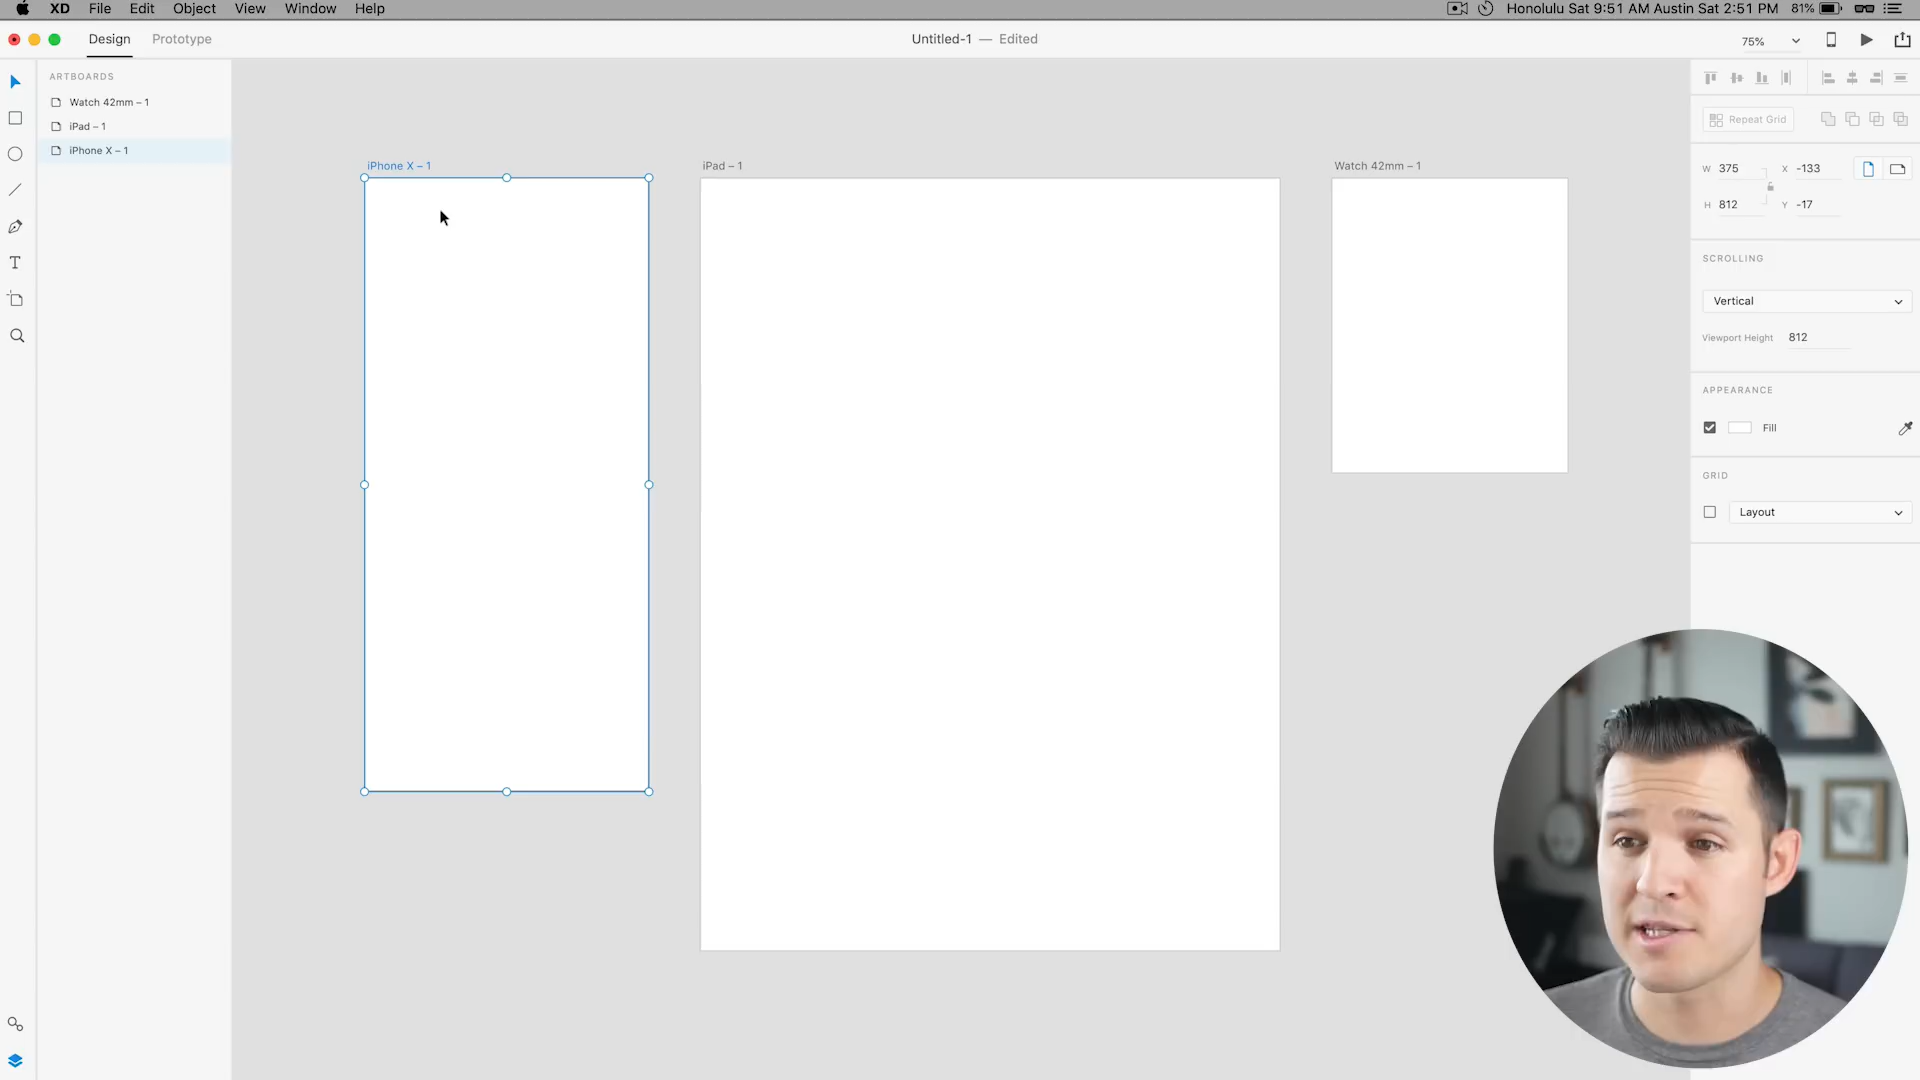 XD File Edit Object View Window Help
Honolulu Sat 9:51 AM Austin Sat 2:51 PM 81%
Design Prototype
Untitled-1 — Edited
75%
ARTBOARDS
Watch 42mm – 1
iPad – 1
iPhone X – 1
iPhone X – 1
iPad – 1
Watch 42mm – 1
Repeat Grid
W 375 X -133
H 812 Y -17
SCROLLING
Vertical
Viewport Height 812
APPEARANCE
Fill
GRID
Layout
T